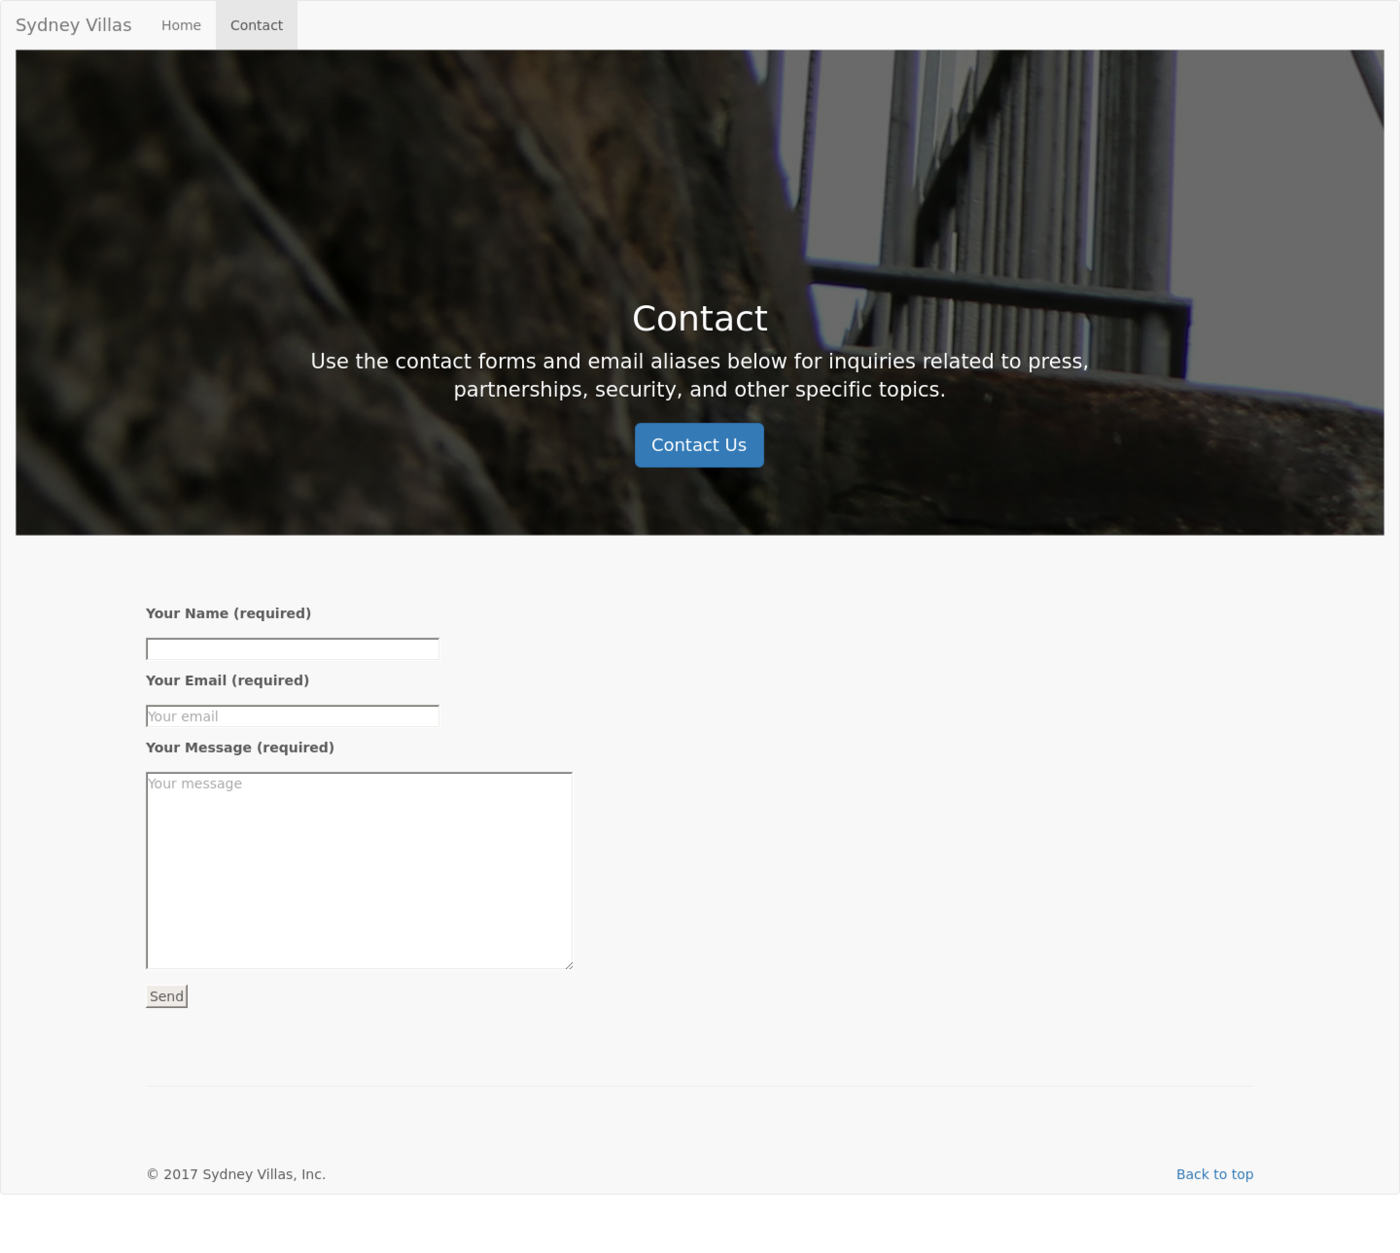 Sydney Villas Home Contact
Contact
Use the contact forms and email aliases below for inquiries related to press,
partnerships, security, and other specific topics.
Contact Us
Your Name (required)
Your Email (required)
Your email
Your Message (required)
Your message
Send
© 2017 Sydney Villas, Inc. Back to top